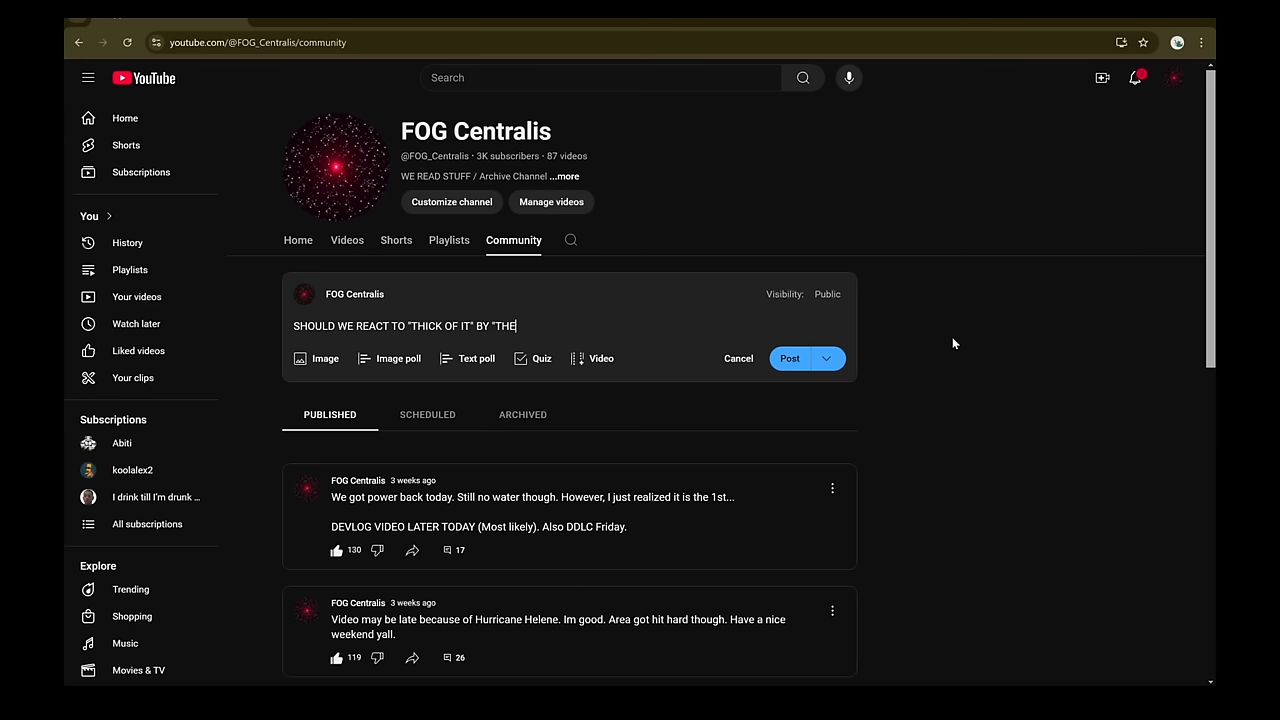 youtube.com/@FOG_Centralis/community
YouTube
Search
Home
Shorts
Subscriptions
You
History
Playlists
Your videos
Watch later
Liked videos
Your clips
Subscriptions
Abiti
koolalex2
I drink till I'm drunk ...
All subscriptions
Explore
Trending
Shopping
Music
Movies & TV
FOG Centralis
@FOG_Centralis · 3K subscribers · 87 videos
WE READ STUFF / Archive Channel ...more
Customize channel Manage videos
Home Videos Shorts Playlists Community
FOG Centralis Visibility: Public
SHOULD WE REACT TO "THICK OF IT" BY "THE
Image Image poll Text poll Quiz Video Cancel Post
PUBLISHED SCHEDULED ARCHIVED
FOG Centralis 3 weeks ago
We got power back today. Still no water though. However, I just realized it is the 1st...
DEVLOG VIDEO LATER TODAY (Most likely). Also DDLC Friday.
130 17
FOG Centralis 3 weeks ago
Video may be late because of Hurricane Helene. Im good. Area got hit hard though. Have a nice
weekend yall.
119 26